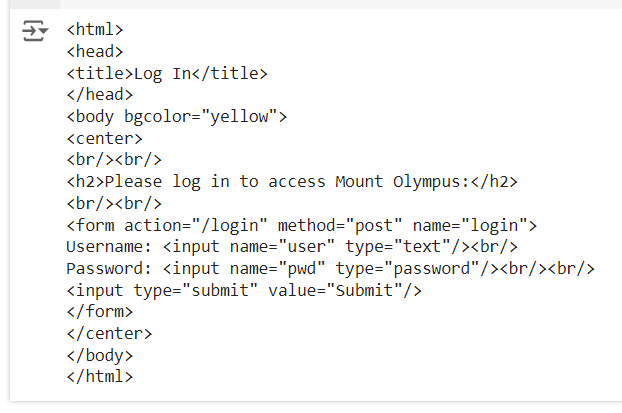 <html>
<head>
<title>Log In</title>
</head>
<body bgcolor="yellow">
<center>
<br/><br/>
<h2>Please log in to access Mount Olympus:</h2>
<br/><br/>
<form action="/login" method="post" name="login">
Username: <input name="user" type="text"/><br/>
Password: <input name="pwd" type="password"/><br/><br/>
<input type="submit" value="Submit"/>
</form>
</center>
</body>
</html>